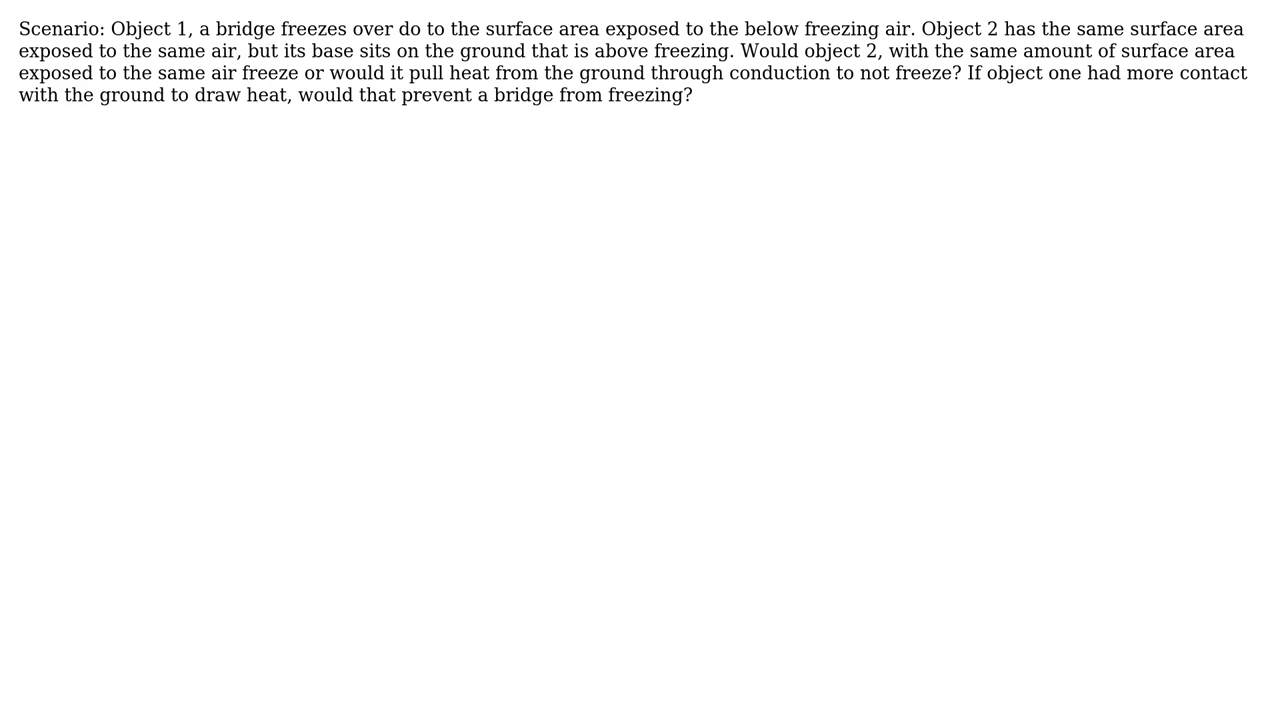 Scenario: Object 1, a bridge freezes over do to the surface area exposed to the below freezing air. Object 2 has the same surface area
exposed to the same air, but its base sits on the ground that is above freezing. Would object 2, with the same amount of surface area
exposed to the same air freeze or would it pull heat from the ground through conduction to not freeze? If object one had more contact
with the ground to draw heat, would that prevent a bridge from freezing?